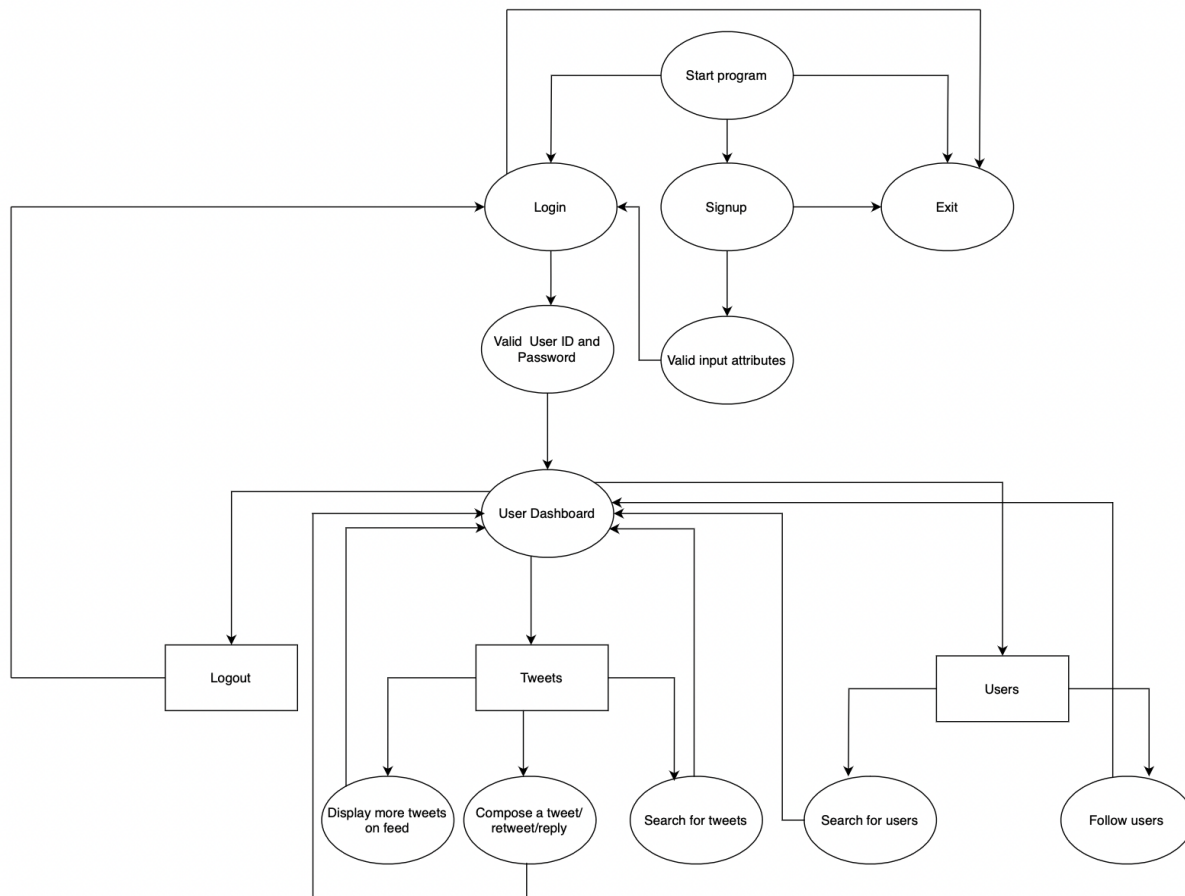 Start program
Login
Signup
Exit
Valid User ID and
Password
Valid input attributes
User Dashboard
Logout
Tweets
Users
Display more tweets
on feed
Compose a tweet/
retweet/reply
Search for tweets
Search for users
Follow users